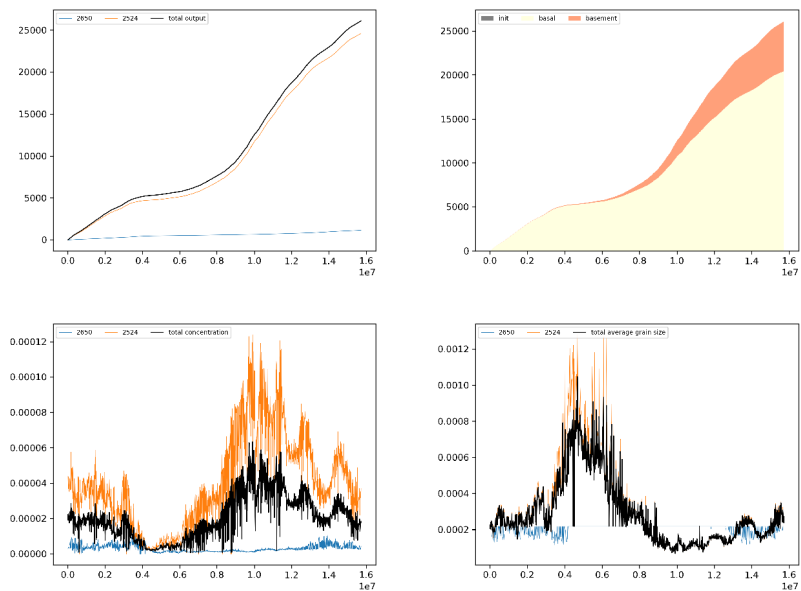 2650 2524 total output
25000
20000
15000
10000
5000
0
0.0 0.2 0.4 0.6 0.8 1.0 1.2 1.4 1.6
1e7
init basal basement
25000
20000
15000
10000
5000
0
0.0 0.2 0.4 0.6 0.8 1.0 1.2 1.4 1.6
1e7
2650 2524 total concentration
0.00012
0.00010
0.00008
0.00006
0.00004
0.00002
0.00000
0.0 0.2 0.4 0.6 0.8 1.0 1.2 1.4 1.6
1e7
2650 2524 total average grain size
0.0012
0.0010
0.0008
0.0006
0.0004
0.0002
0.0 0.2 0.4 0.6 0.8 1.0 1.2 1.4 1.6
1e7